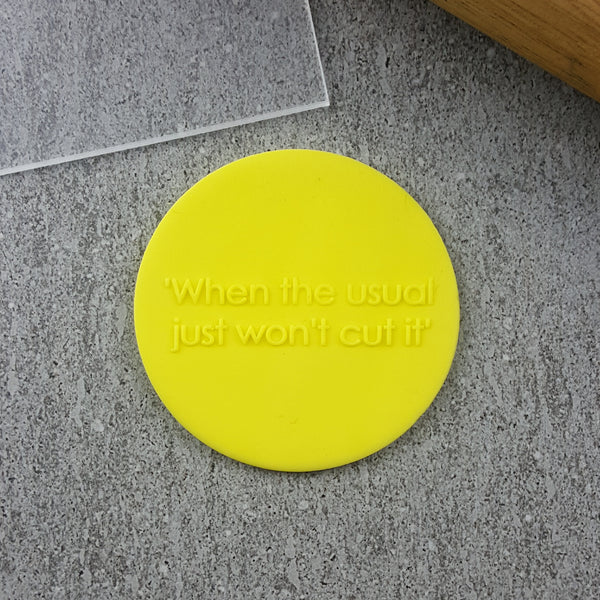 'When the usual
just won't cut it'